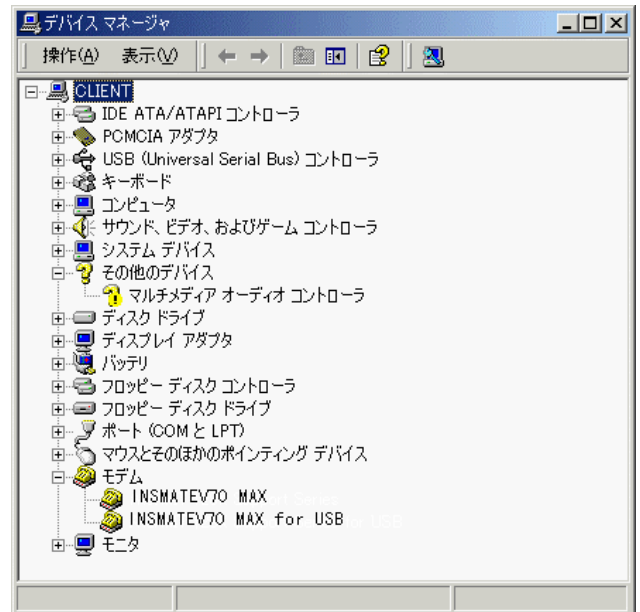 デバイス マネージャ
操作(A) 表示(V)
CLIENT
IDE ATA/ATAPI コントローラ
PCMCIA アダプタ
USB (Universal Serial Bus) コントローラ
キーボード
コンピュータ
サウンド、ビデオ、およびゲーム コントローラ
システム デバイス
その他のデバイス
マルチメディア オーディオ コントローラ
ディスク ドライブ
ディスプレイ アダプタ
バッテリ
フロッピー ディスク コントローラ
フロッピー ディスク ドライブ
ポート (COM と LPT)
マウスとそのほかのポインティング デバイス
モデム
INSMATEV70 MAX
INSMATEV70 MAX for USB
モニタ